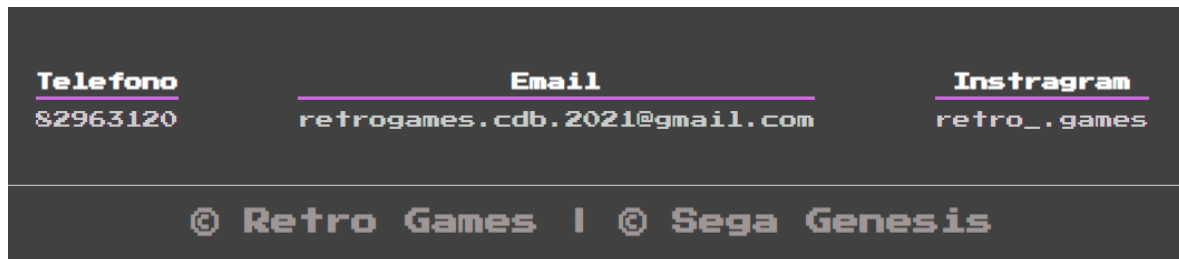 Telefono Email Instragram
82963120 retrogames.cdb.2021@gmail.com retro_.games
© Retro Games | © Sega Genesis